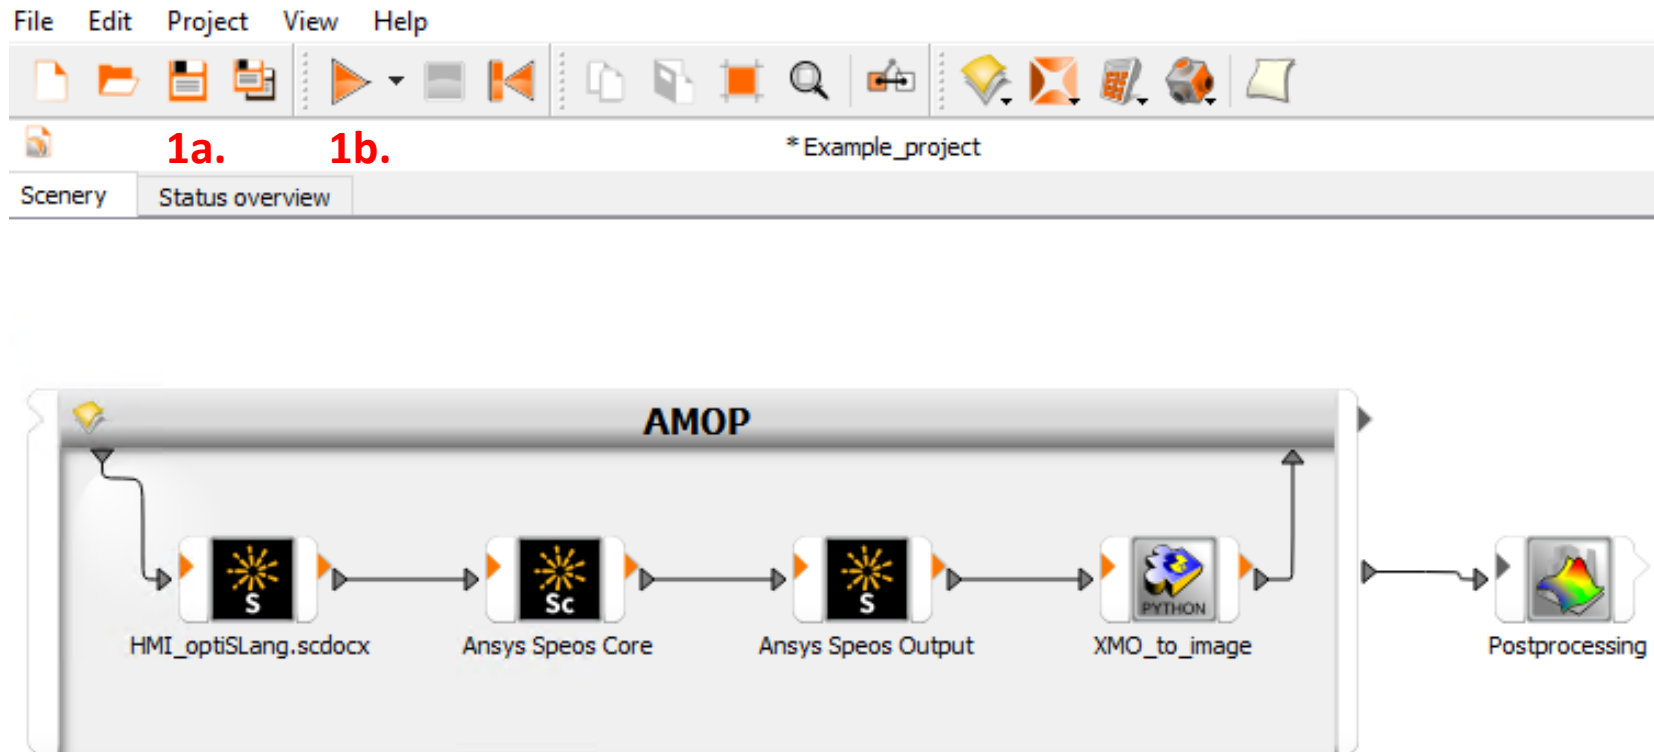 File Edit Project View Help
1a. 1b.
* Example_project
Scenery Status overview
AMOP
S Sc S PYTHON
HMI_optiSLang.scdocx Ansys Speos Core Ansys Speos Output XMO_to_image Postprocessing